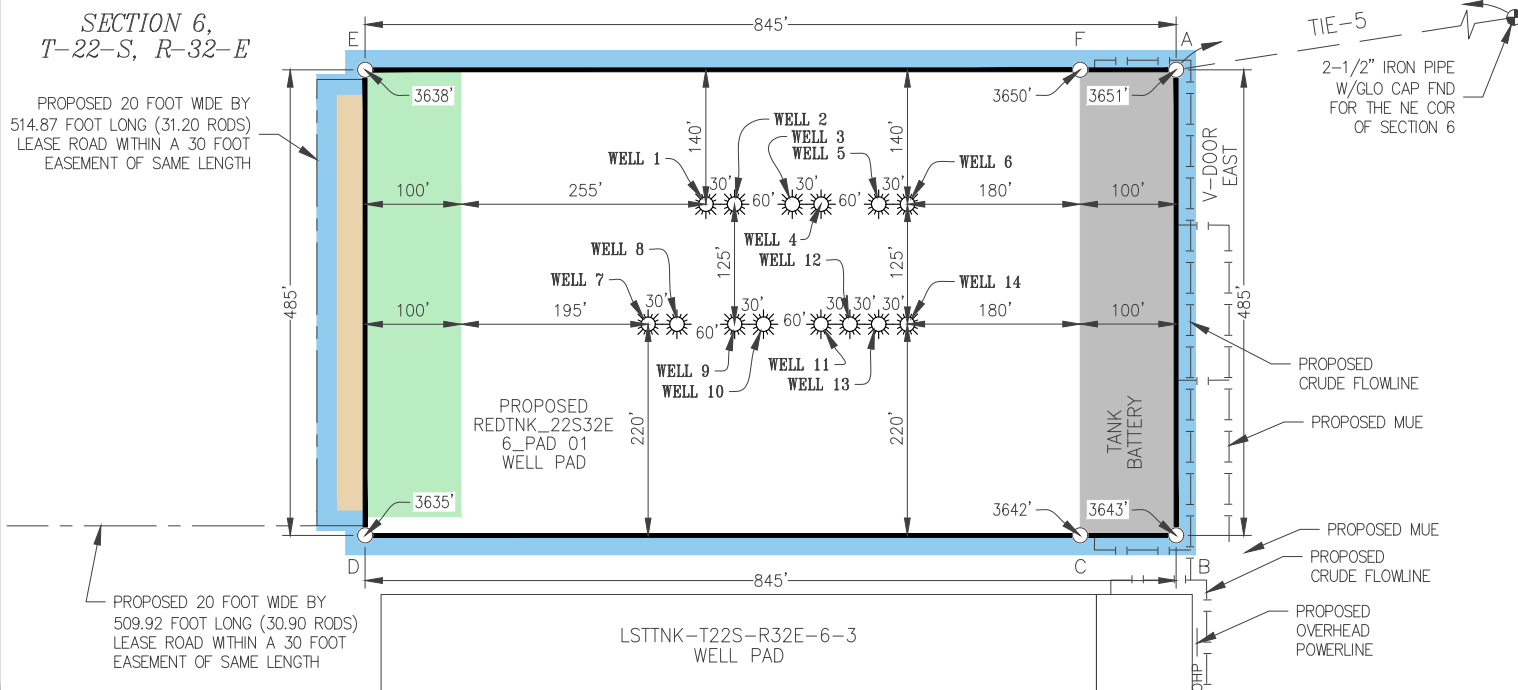 SECTION 6,
T-22-S, R-32-E
PROPOSED 20 FOOT WIDE BY
514.87 FOOT LONG (31.20 RODS)
LEASE ROAD WITHIN A 30 FOOT
EASEMENT OF SAME LENGTH
845'
E
F
A
TIE-5
2-1/2" IRON PIPE
W/GLO CAP FND
FOR THE NE COR
OF SECTION 6
3638'
3650'
3651'
140'
140'
V-DOOR
EAST
WELL 1
WELL 2
WELL 3
WELL 5
WELL 6
100'
255'
30'
60'
30'
60'
30'
180'
100'
WELL 4
WELL 8
WELL 7
WELL 12
WELL 14
125'
125'
485'
485'
100'
195'
30'
60'
30'
60'
30'
30'
30'
180'
100'
WELL 9
WELL 10
WELL 11
WELL 13
PROPOSED
CRUDE FLOWLINE
PROPOSED
REDTNK_22S32E
6_PAD 01
WELL PAD
220'
220'
TANK
BATTERY
PROPOSED MUE
3635'
3642'
3643'
PROPOSED MUE
D
C
B
PROPOSED
CRUDE FLOWLINE
845'
PROPOSED 20 FOOT WIDE BY
509.92 FOOT LONG (30.90 RODS)
LEASE ROAD WITHIN A 30 FOOT
EASEMENT OF SAME LENGTH
LSTTNK-T22S-R32E-6-3
WELL PAD
PROPOSED
OVERHEAD
POWERLINE
OHP